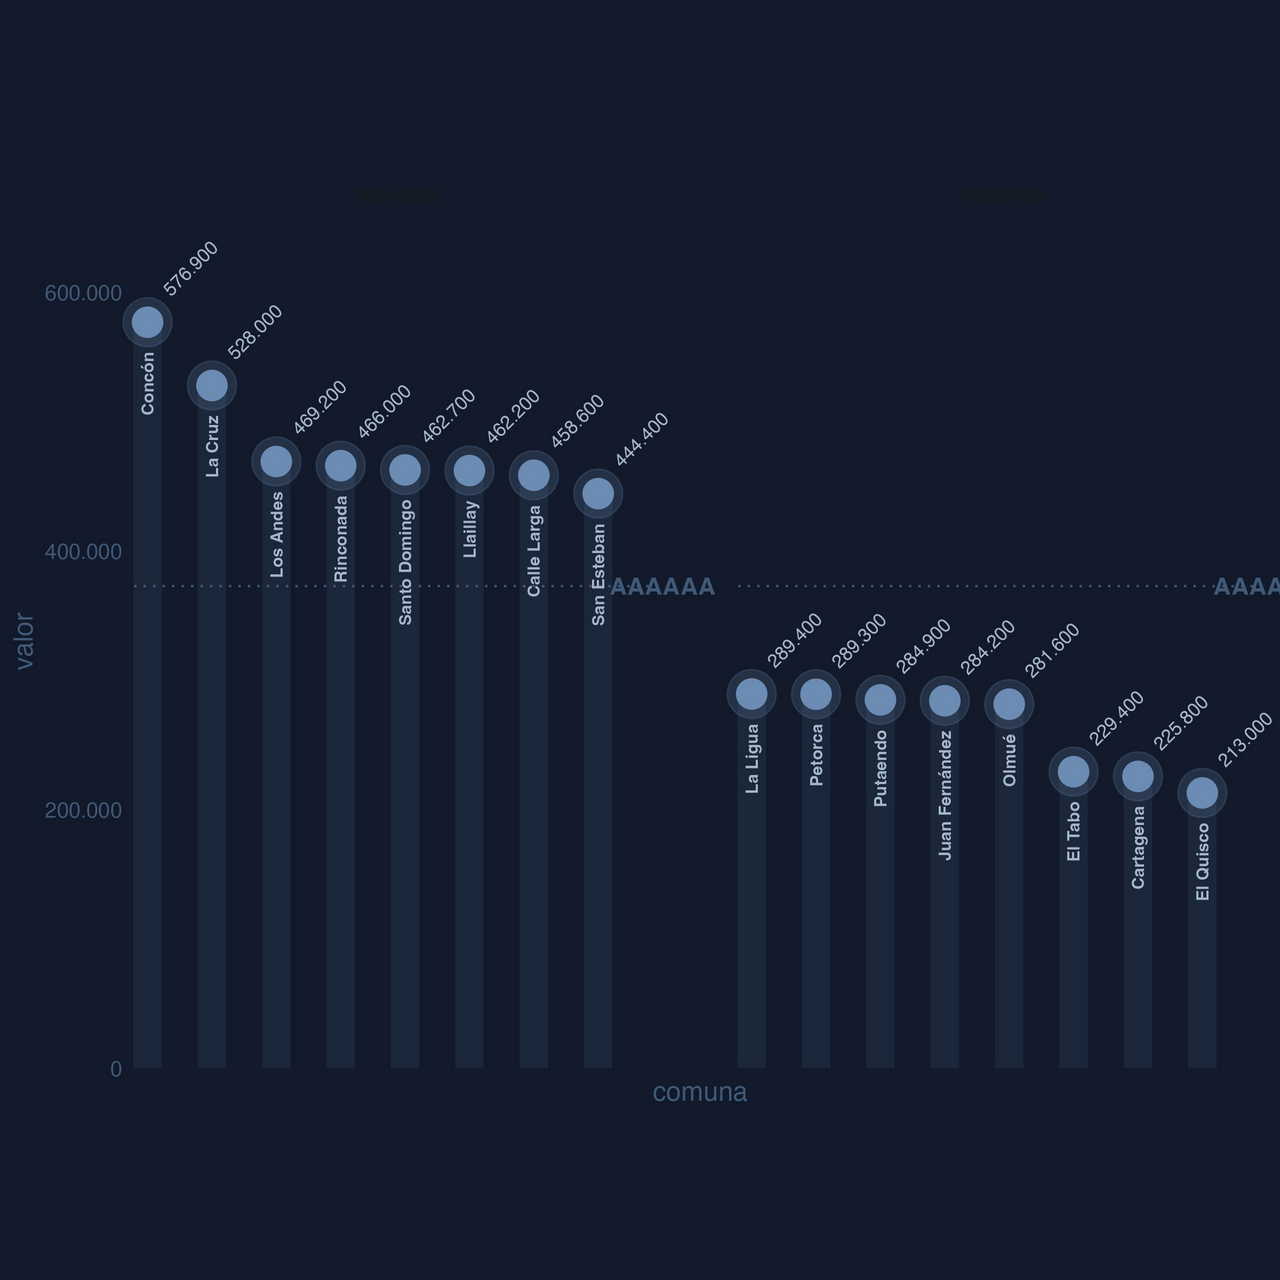 576.900
528.000
469.200
466.000
462.700
462.200
458.600
444.400
600.000
400.000
200.000
0
valor
Concón
La Cruz
Los Andes
Rinconada
Santo Domingo
Llaillay
Calle Larga
San Esteban
AAAAAA
289.400
289.300
284.900
284.200
281.600
229.400
225.800
213.000
La Ligua
Petorca
Putaendo
Juan Fernández
Olmué
El Tabo
Cartagena
El Quisco
AAAA
comuna